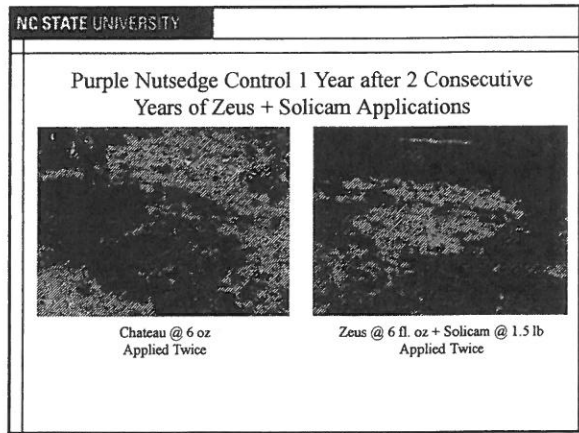 NC STATE UNIVERSITY
Purple Nutsedge Control 1 Year after 2 Consecutive
Years of Zeus + Solicam Applications
Chateau @ 6 oz
Applied Twice
Zeus @ 6 fl. oz + Solicam @ 1.5 lb
Applied Twice